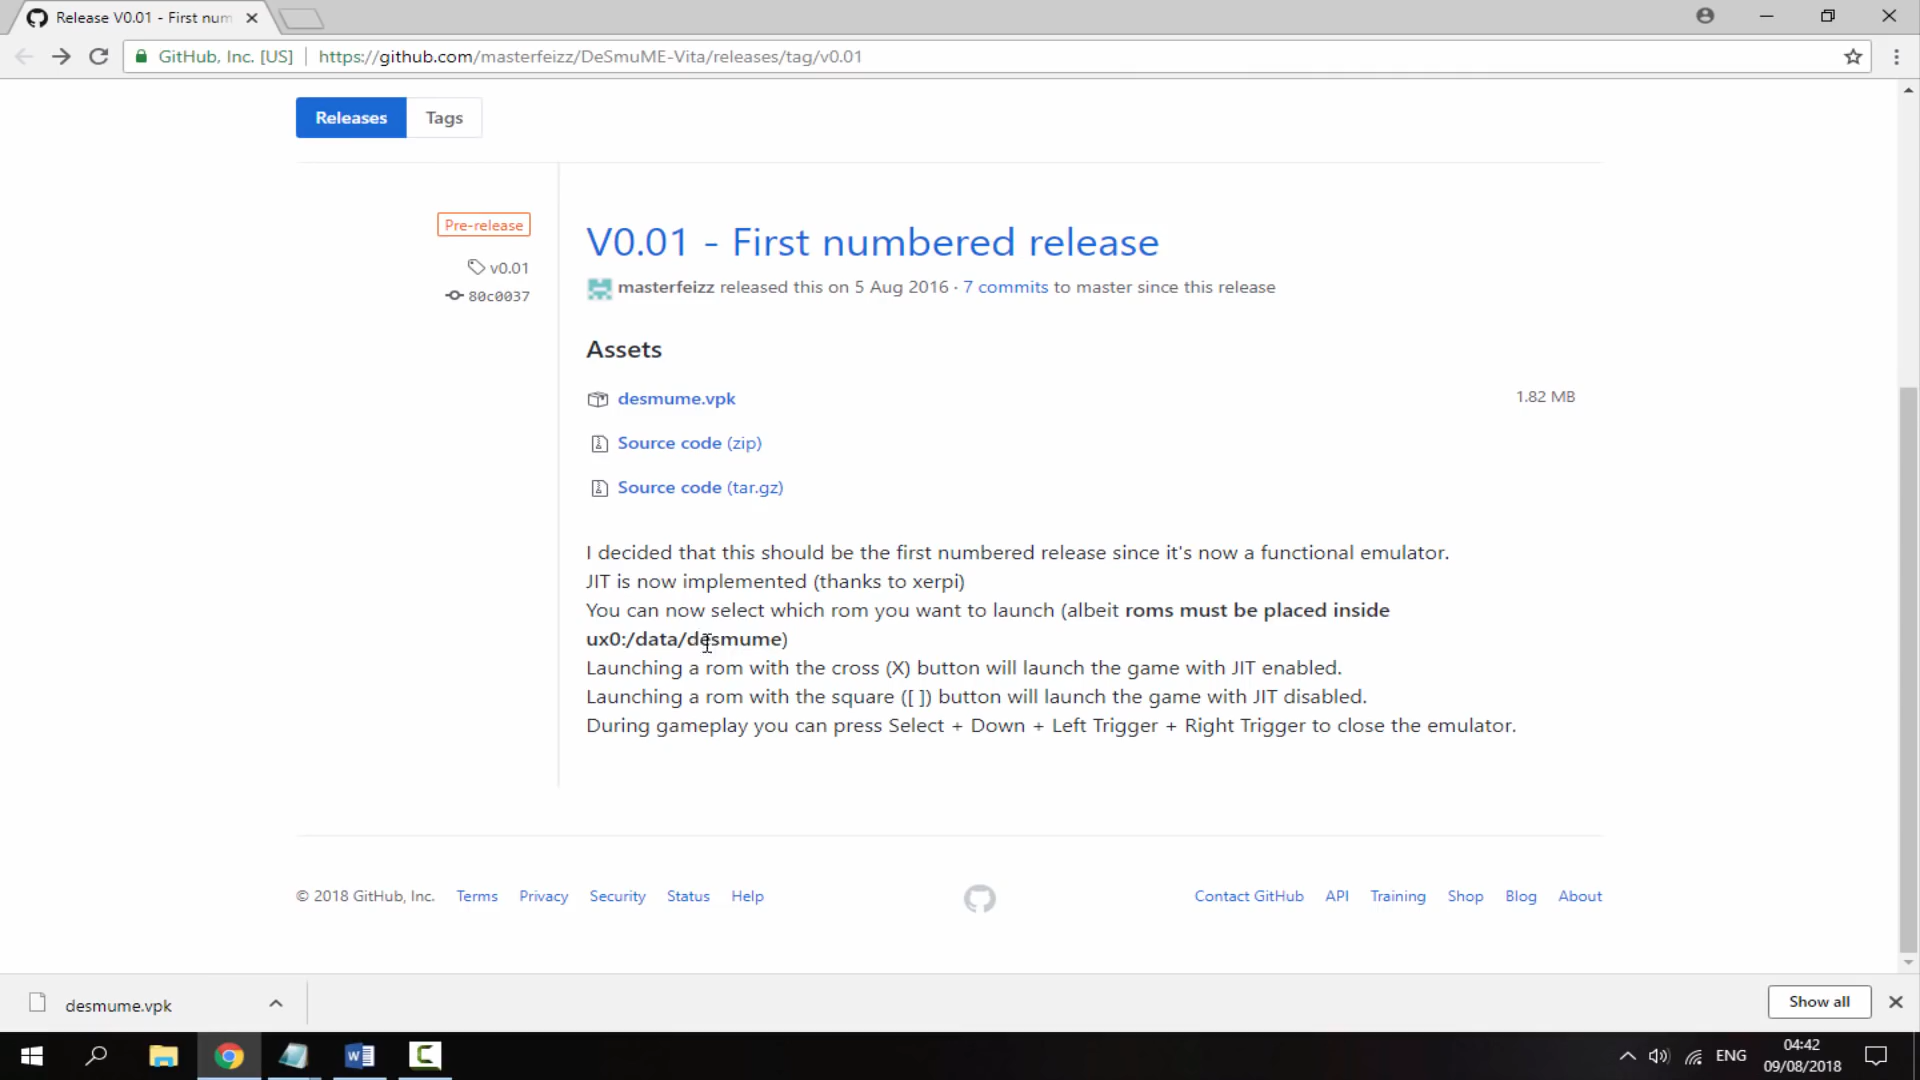 Release V0.01 - First num
GitHub, Inc. [US] https://github.com/masterfeizz/DeSmuME-Vita/releases/tag/v0.01
Releases Tags
Pre-release
v0.01
80c0037
V0.01 - First numbered release
masterfeizz released this on 5 Aug 2016 · 7 commits to master since this release
Assets
desmume.vpk 1.82 MB
Source code (zip)
Source code (tar.gz)
I decided that this should be the first numbered release since it's now a functional emulator.
JIT is now implemented (thanks to xerpi)
You can now select which rom you want to launch (albeit roms must be placed inside
ux0:/data/desmume)
Launching a rom with the cross (X) button will launch the game with JIT enabled.
Launching a rom with the square ([ ]) button will launch the game with JIT disabled.
During gameplay you can press Select + Down + Left Trigger + Right Trigger to close the emulator.
© 2018 GitHub, Inc. Terms Privacy Security Status Help Contact GitHub API Training Shop Blog About
desmume.vpk Show all
ENG
04:42
09/08/2018